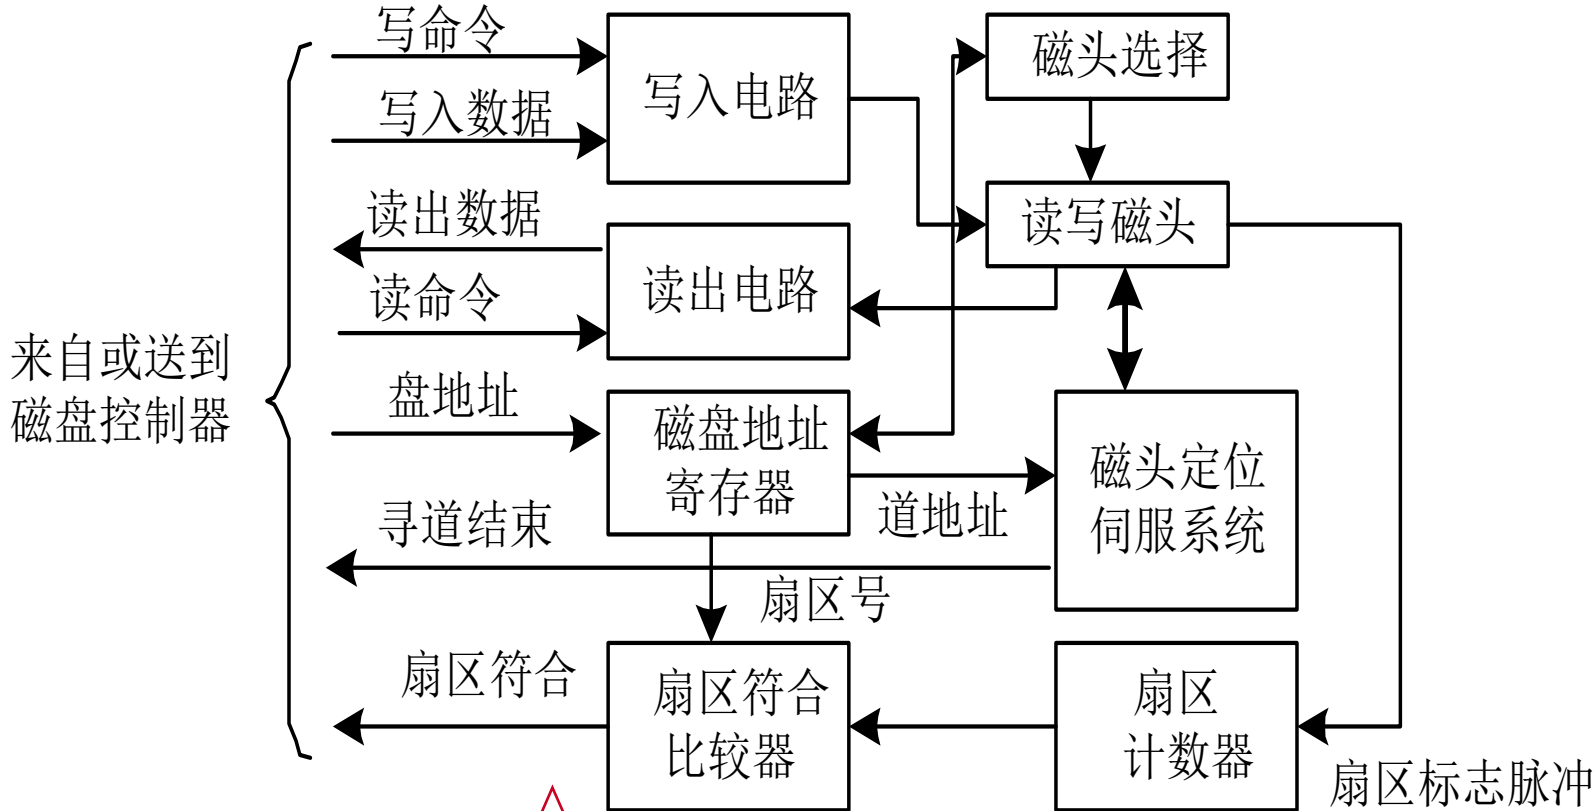 写命令
写入数据
写入电路
磁头选择
读写磁头
读出数据
读命令
读出电路
来自或送到
磁盘控制器
盘地址
磁盘地址
寄存器
道地址
磁头定位
伺服系统
寻道结束
扇区号
扇区符合
扇区符合
比较器
扇区
计数器
扇区标志脉冲